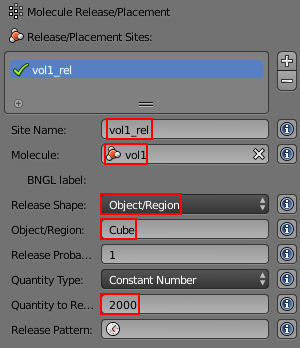 Molecule Release/Placement
Release/Placement Sites:
vol1_rel
Site Name: vol1_rel
Molecule: vol1
BNGL label:
Release Shape: Object/Region
Object/Region: Cube
Release Proba... 1
Quantity Type: Constant Number
Quantity to Re... 2000
Release Pattern: